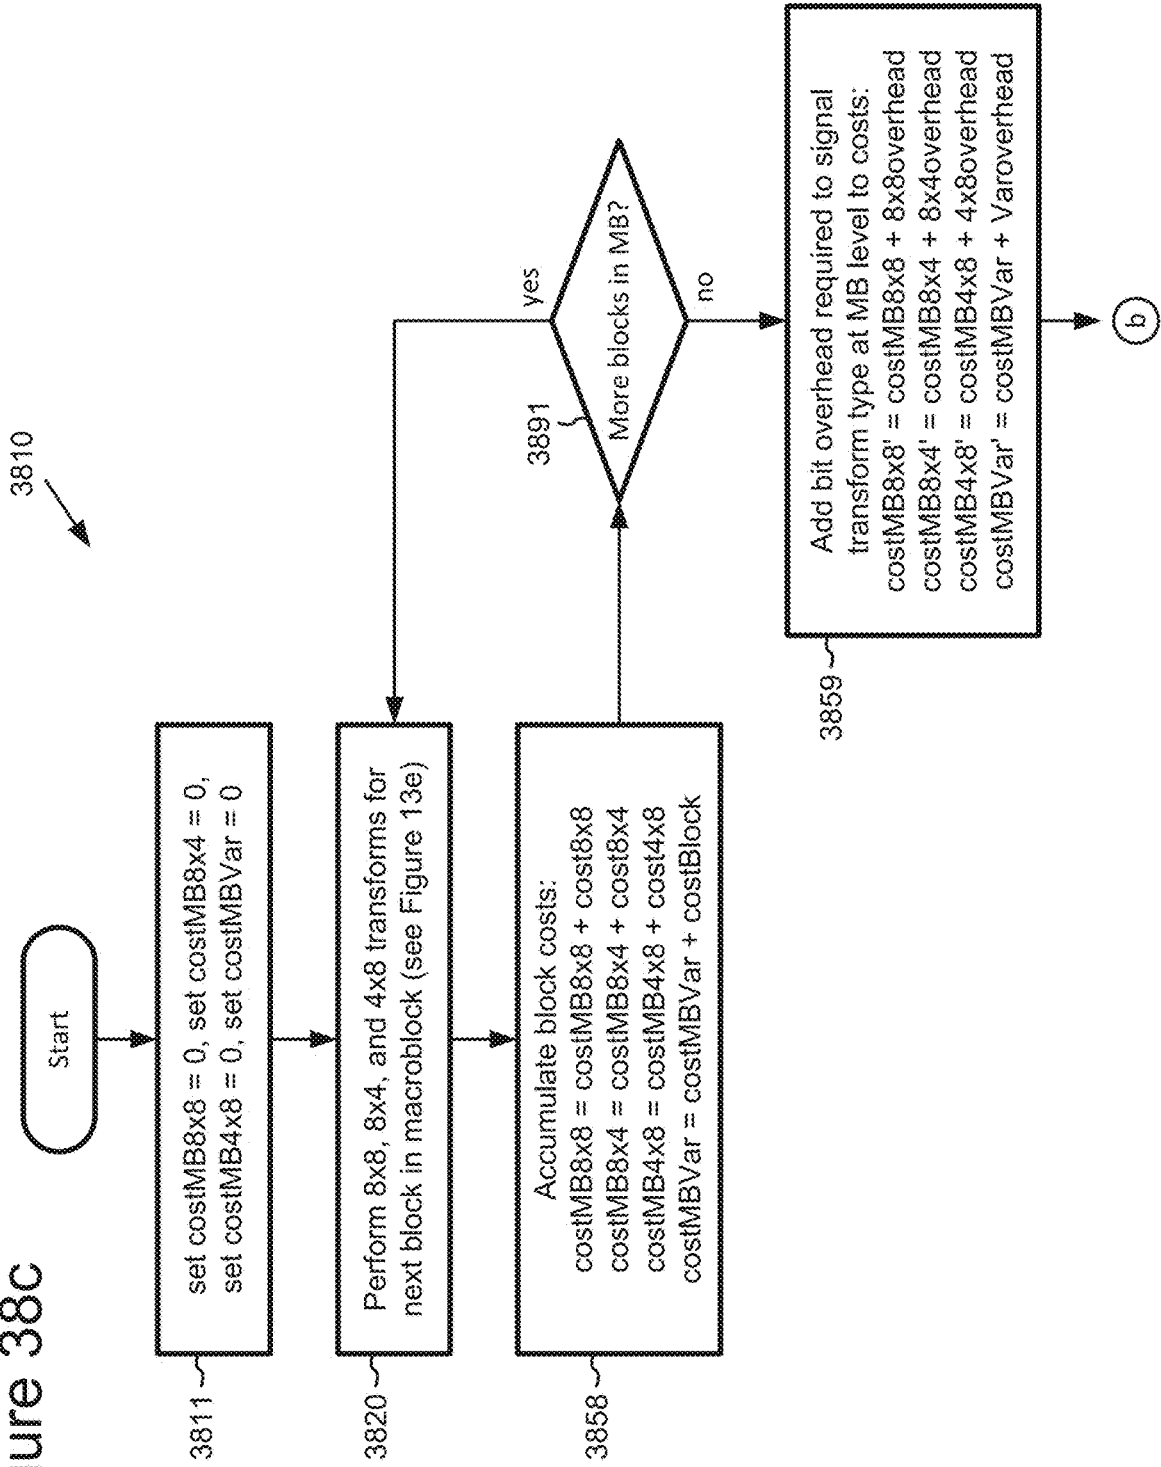 ure 38c
3810
Start
3811
set costMB8x8 = 0, set costMB8x4 = 0,
set costMB4x8 = 0, set costMBVar = 0
3820
Perform 8x8, 8x4, and 4x8 transforms for
next block in macroblock (see Figure 13e)
3858
Accumulate block costs:
costMB8x8 = costMB8x8 + cost8x8
costMB8x4 = costMB8x4 + cost8x4
costMB4x8 = costMB4x8 + cost4x8
costMBVar = costMBVar + costBlock
3891
More blocks in MB?
yes
no
3859
Add bit overhead required to signal
transform type at MB level to costs:
costMB8x8' = costMB8x8 + 8x8overhead
costMB8x4' = costMB8x4 + 8x4overhead
costMB4x8' = costMB4x8 + 4x8overhead
costMBVar' = costMBVar + Varoverhead
b